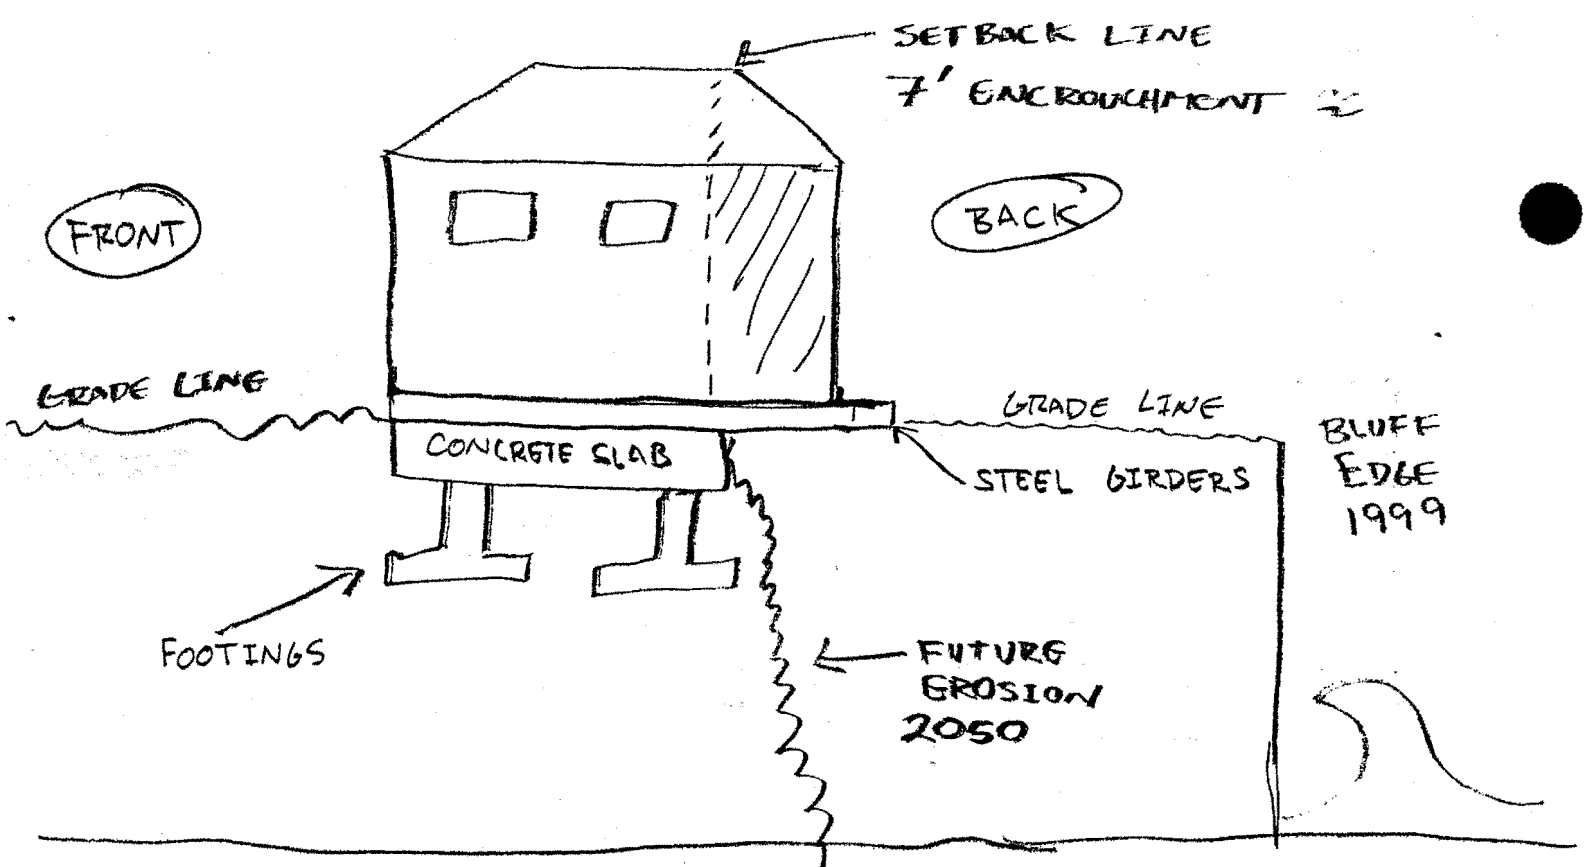 SETBACK LINE
7' ENCROUCHMENT
FRONT
BACK
GRADE LINE
GRADE LINE
BLUFF
EDGE
1999
CONCRETE SLAB
STEEL GIRDERS
FOOTINGS
FUTURE
EROSION
2050